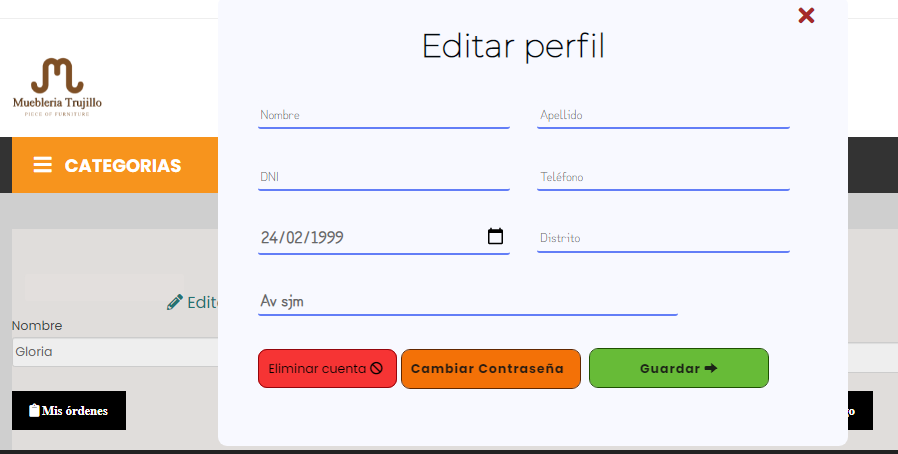 Editar perfil
Muebleria Trujillo
PIECE OF FURNITURE
Nombre
Apellido
CATEGORIAS
DNI
Teléfono
24/02/1999
Distrito
Av sjm
Nombre
Gloria
Eliminar cuenta
Cambiar Contraseña
Guardar
Mis órdenes